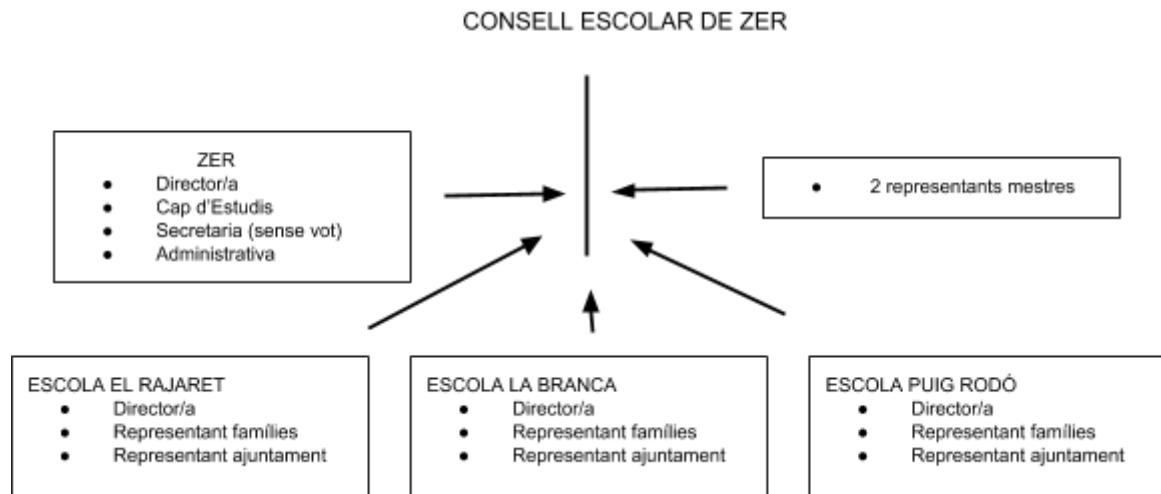 CONSELL ESCOLAR DE ZER
ZER
● Director/a
● Cap d'Estudis
● Secretaria (sense vot)
● Administrativa
● 2 representants mestres
ESCOLA EL RAJARET
● Director/a
● Representant famílies
● Representant ajuntament
ESCOLA LA BRANCA
● Director/a
● Representant famílies
● Representant ajuntament
ESCOLA PUIG RODÓ
● Director/a
● Representant famílies
● Representant ajuntament